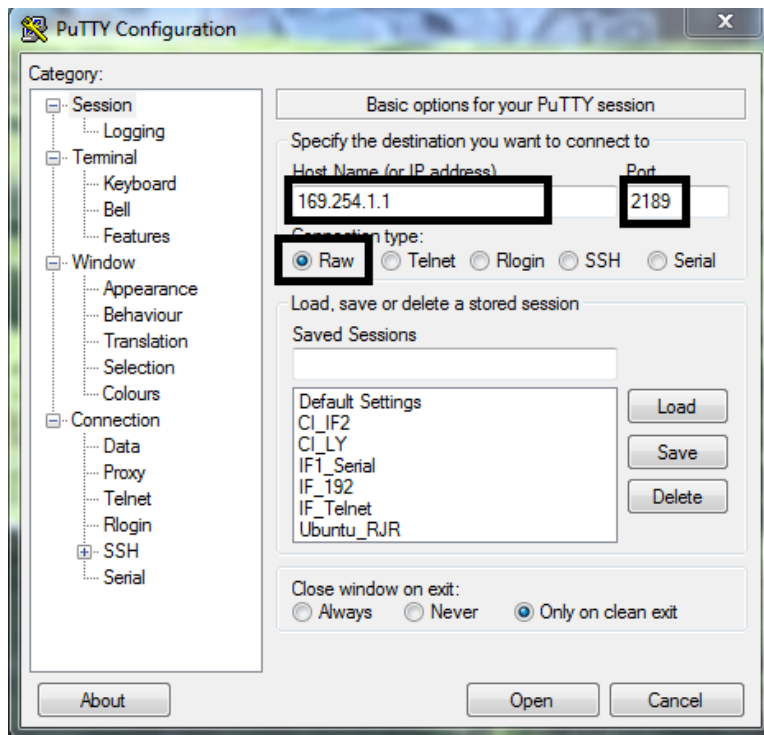 PuTTY Configuration
X
Category:
Session
Logging
Terminal
Keyboard
Bell
Features
Window
Appearance
Behaviour
Translation
Selection
Colours
Connection
Data
Proxy
Telnet
Rlogin
SSH
Serial
Basic options for your PuTTY session
Specify the destination you want to connect to
Host Name (or IP address) Port
169.254.1.1 2189
Connection type:
Raw Telnet Rlogin SSH Serial
Load, save or delete a stored session
Saved Sessions
Default Settings
CI_IF2
CI_LY
IF1_Serial
IF_192
IF_Telnet
Ubuntu_RJR
Load
Save
Delete
Close window on exit:
Always Never Only on clean exit
About Open Cancel